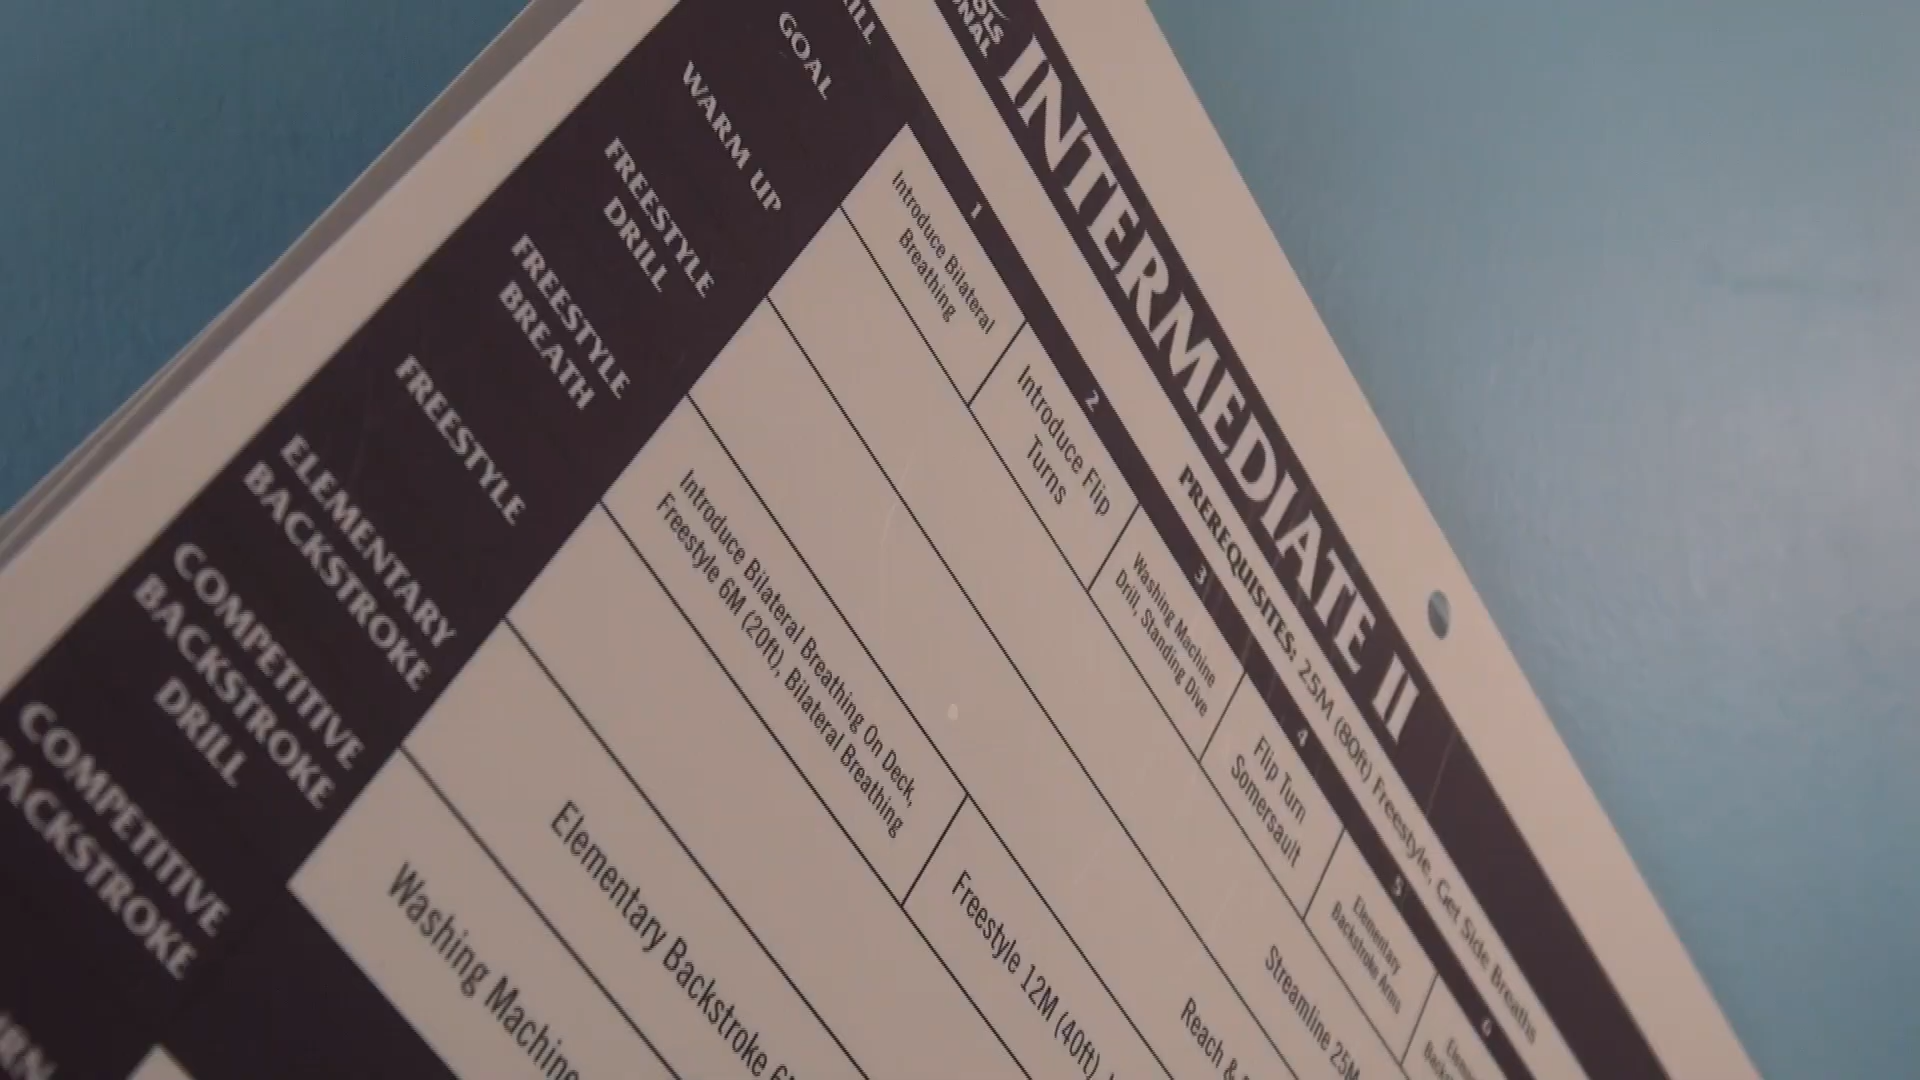 INTERMEDIATE II
PREREQUISITES: 25M (80ft) Freestyle, Get Side Breaths
1
2
3
4
5
6
GOAL
Introduce Bilateral
Breathing
Introduce Flip
Turns
Washing Machine
Drill, Standing Dive
Flip Turn
Somersault
Elementary
Backstroke Arms
WARM UP
Streamline 25M
FREESTYLE
DRILL
Reach &
FREESTYLE
BREATH
Introduce Bilateral Breathing On Deck,
Freestyle 6M (20ft), Bilateral Breathing
Freestyle 12M (40ft),
FREESTYLE
ELEMENTARY
BACKSTROKE
Elementary Backstroke
COMPETITIVE
BACKSTROKE
DRILL
Washing Machine
COMPETITIVE
BACKSTROKE